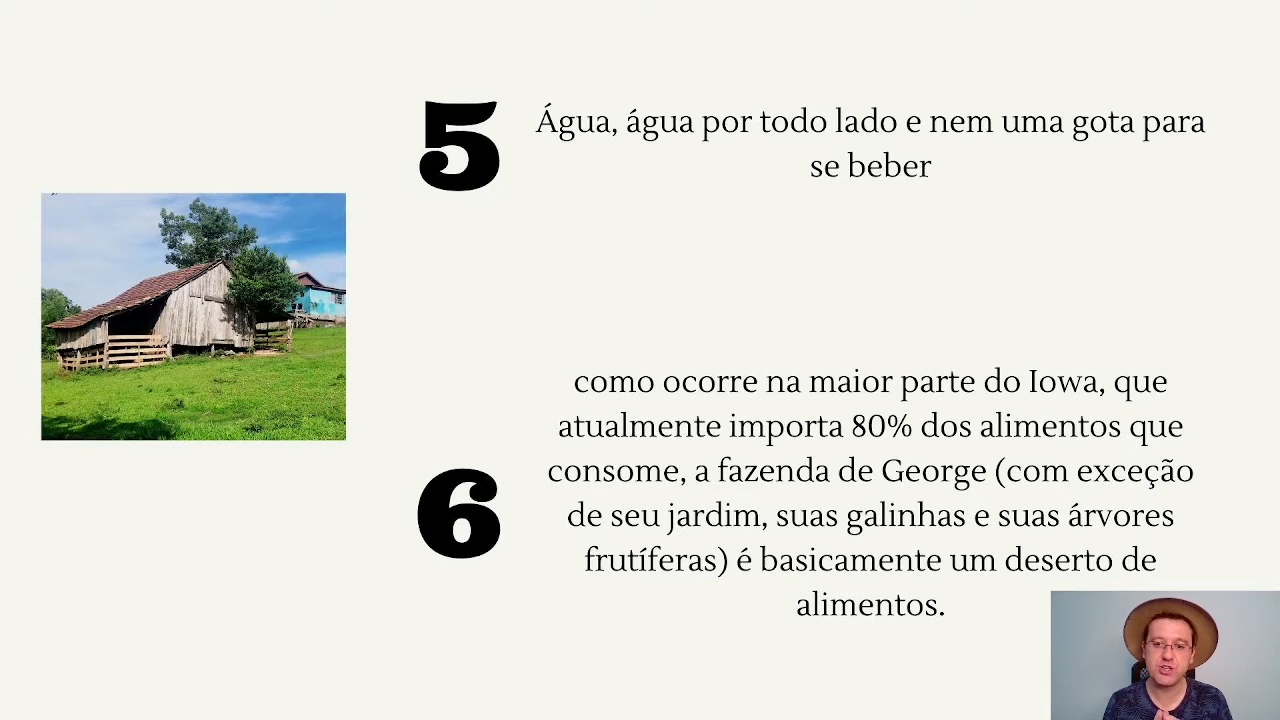 5
Água, água por todo lado e nem uma gota para
se beber
6
como ocorre na maior parte do Iowa, que
atualmente importa 80% dos alimentos que
consome, a fazenda de George (com exceção
de seu jardim, suas galinhas e suas árvores
frutíferas) é basicamente um deserto de
alimentos.